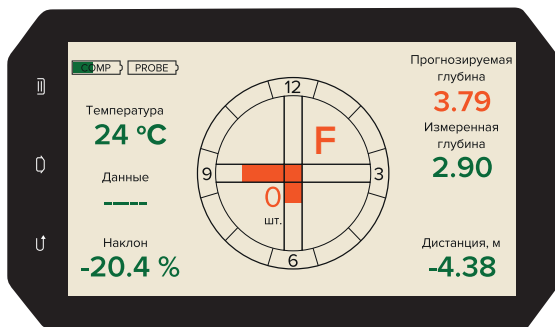 COMP
PROBE
Температура
24 °C
Данные
-----
Наклон
-20.4 %
12
3
6
9
F
0
шт.
Прогнозируемая
глубина
3.79
Измеренная
глубина
2.90
Дистанция, м
-4.38